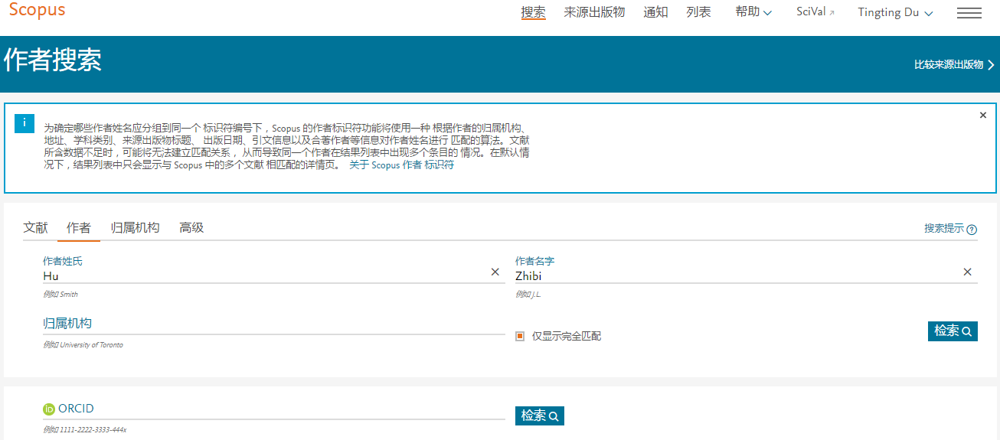 Scopus
搜索 来源出版物 通知 列表 帮助 SciVal Tingting Du
作者搜索
比较来源出版物
i
为确定哪些作者姓名应分组到同一个 标识符编号下，Scopus 的作者标识符功能将使用一种 根据作者的归属机构、
地址、学科类别、来源出版物标题、 出版日期、引文信息以及合著作者等信息对作者姓名进行 匹配的算法。文献
所含数据不足时，可能将无法建立匹配关系， 从而导致同一个作者在结果列表中出现多个条目的 情况。在默认情
况下，结果列表中只会显示与 Scopus 中的多个文献 相匹配的详情页。 关于 Scopus 作者 标识符
文献 作者 归属机构 高级 搜索提示 ?
作者姓氏 作者名字
Hu Zhibi
例如 Smith 例如 J.L.
归属机构
仅显示完全匹配 检索
例如 University of Toronto
iD ORCID 检索
例如 1111-2222-3333-444x